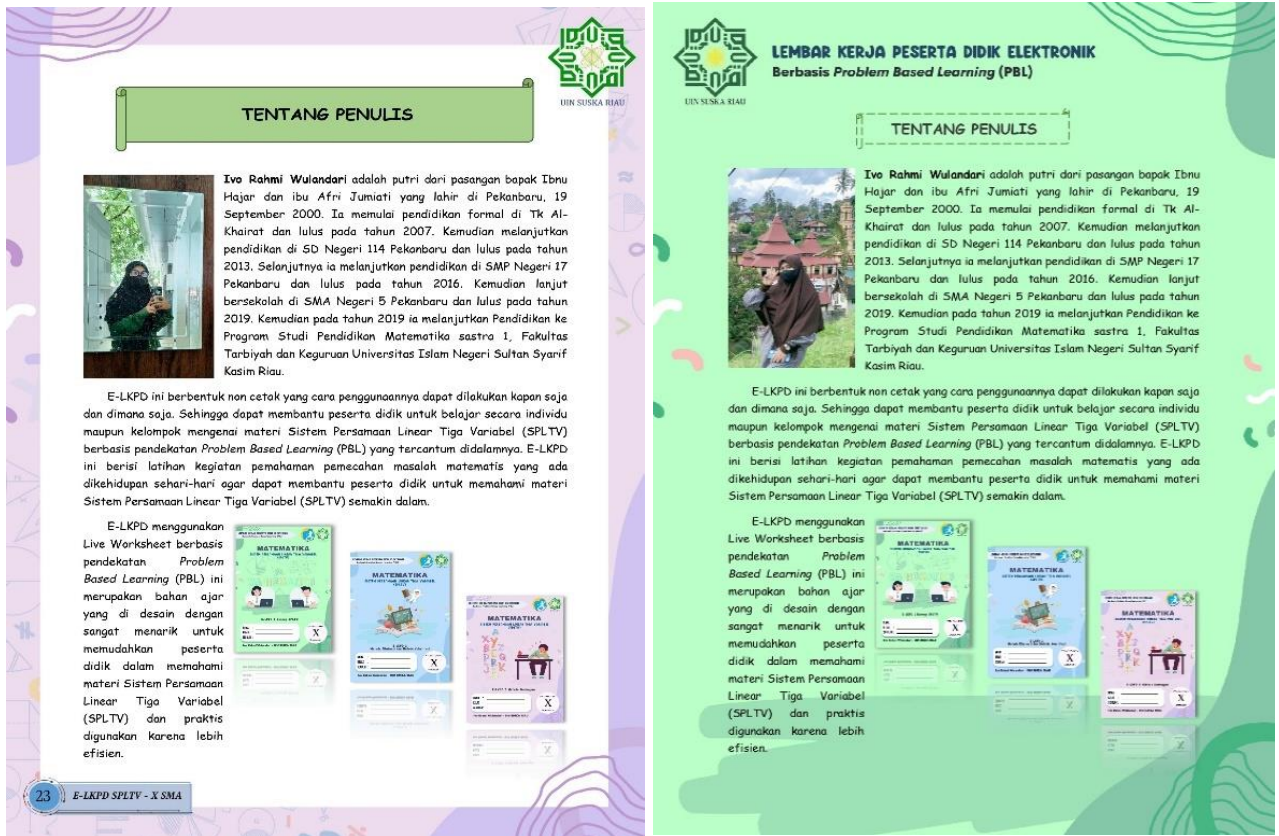 UIN SUSKA RIAU
TENTANG PENULIS
Ivo Rahmi Wulandari adalah putri dari pasangan bapak Ibnu
Hajar dan ibu Afri Jumiati yang lahir di Pekanbaru, 19
September 2000. Ia memulai pendidikan formal di Tk Al-
Khairat dan lulus pada tahun 2007. Kemudian melanjutkan
pendidikan di SD Negeri 114 Pekanbaru dan lulus pada tahun
2013. Selanjutnya ia melanjutkan pendidikan di SMP Negeri 17
Pekanbaru dan lulus pada tahun 2016. Kemudian lanjut
bersekolah di SMA Negeri 5 Pekanbaru dan lulus pada tahun
2019. Kemudian pada tahun 2019 ia melanjutkan Pendidikan ke
Program Studi Pendidikan Matematika sastra 1, Fakultas
Tarbiyah dan Keguruan Universitas Islam Negeri Sultan Syarif
Kasim Riau.
E-LKPD ini berbentuk non cetak yang cara penggunaannya dapat dilakukan kapan saja
dan dimana saja. Sehingga dapat membantu peserta didik untuk belajar secara individu
maupun kelompok mengenai materi Sistem Persamaan Linear Tiga Variabel (SPLTV)
berbasis pendekatan Problem Based Learning (PBL) yang tercantum didalamnya. E-LKPD
ini berisi latihan kegiatan pemahaman pemecahan masalah matematis yang ada
dikehidupan sehari-hari agar dapat membantu peserta didik untuk memahami materi
Sistem Persamaan Linear Tiga Variabel (SPLTV) semakin dalam.
E-LKPD menggunakan
Live Worksheet berbasis
pendekatan Problem
Based Learning (PBL) ini
merupakan bahan ajar
yang di desain dengan
sangat menarik untuk
memudahkan peserta
didik dalam memahami
materi Sistem Persamaan
Linear Tiga Variabel
(SPLTV) dan praktis
digunakan karena lebih
efisien.
MATEMATIKA
X
MATEMATIKA
X
MATEMATIKA
X
23 E-LKPD SPLTV - X SMA
UIN SUSKA RIAU
LEMBAR KERJA PESERTA DIDIK ELEKTRONIK
Berbasis Problem Based Learning (PBL)
TENTANG PENULIS
Ivo Rahmi Wulandari adalah putri dari pasangan bapak Ibnu
Hajar dan ibu Afri Jumiati yang lahir di Pekanbaru, 19
September 2000. Ia memulai pendidikan formal di Tk Al-
Khairat dan lulus pada tahun 2007. Kemudian melanjutkan
pendidikan di SD Negeri 114 Pekanbaru dan lulus pada tahun
2013. Selanjutnya ia melanjutkan pendidikan di SMP Negeri 17
Pekanbaru dan lulus pada tahun 2016. Kemudian lanjut
bersekolah di SMA Negeri 5 Pekanbaru dan lulus pada tahun
2019. Kemudian pada tahun 2019 ia melanjutkan Pendidikan ke
Program Studi Pendidikan Matematika sastra 1, Fakultas
Tarbiyah dan Keguruan Universitas Islam Negeri Sultan Syarif
Kasim Riau.
E-LKPD ini berbentuk non cetak yang cara penggunaannya dapat dilakukan kapan saja
dan dimana saja. Sehingga dapat membantu peserta didik untuk belajar secara individu
maupun kelompok mengenai materi Sistem Persamaan Linear Tiga Variabel (SPLTV)
berbasis pendekatan Problem Based Learning (PBL) yang tercantum didalamnya. E-LKPD
ini berisi latihan kegiatan pemahaman pemecahan masalah matematis yang ada
dikehidupan sehari-hari agar dapat membantu peserta didik untuk memahami materi
Sistem Persamaan Linear Tiga Variabel (SPLTV) semakin dalam.
E-LKPD menggunakan
Live Worksheet berbasis
pendekatan Problem
Based Learning (PBL) ini
merupakan bahan ajar
yang di desain dengan
sangat menarik untuk
memudahkan peserta
didik dalam memahami
materi Sistem Persamaan
Linear Tiga Variabel
(SPLTV) dan praktis
digunakan karena lebih
efisien.
MATEMATIKA
X
MATEMATIKA
X
MATEMATIKA
X